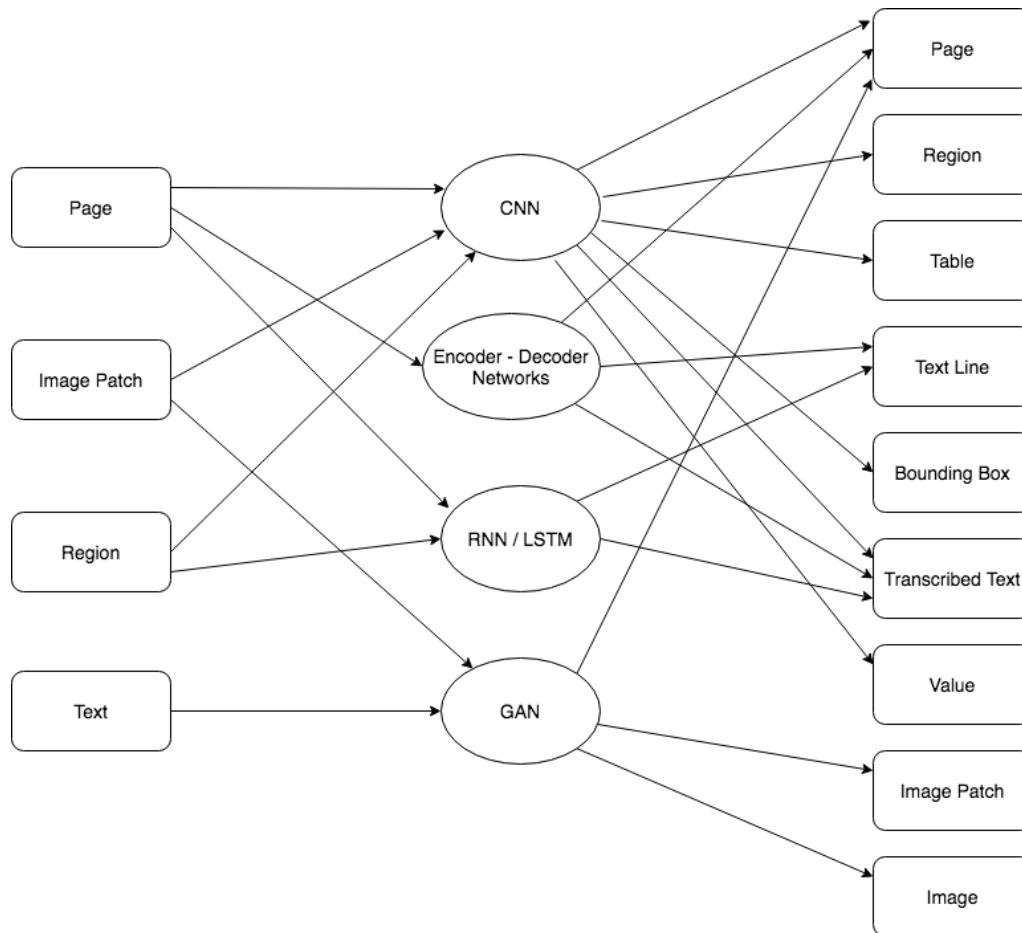 Page
Image Patch
Region
Text
CNN
Encoder - Decoder
Networks
RNN / LSTM
GAN
Page
Region
Table
Text Line
Bounding Box
Transcribed Text
Value
Image Patch
Image